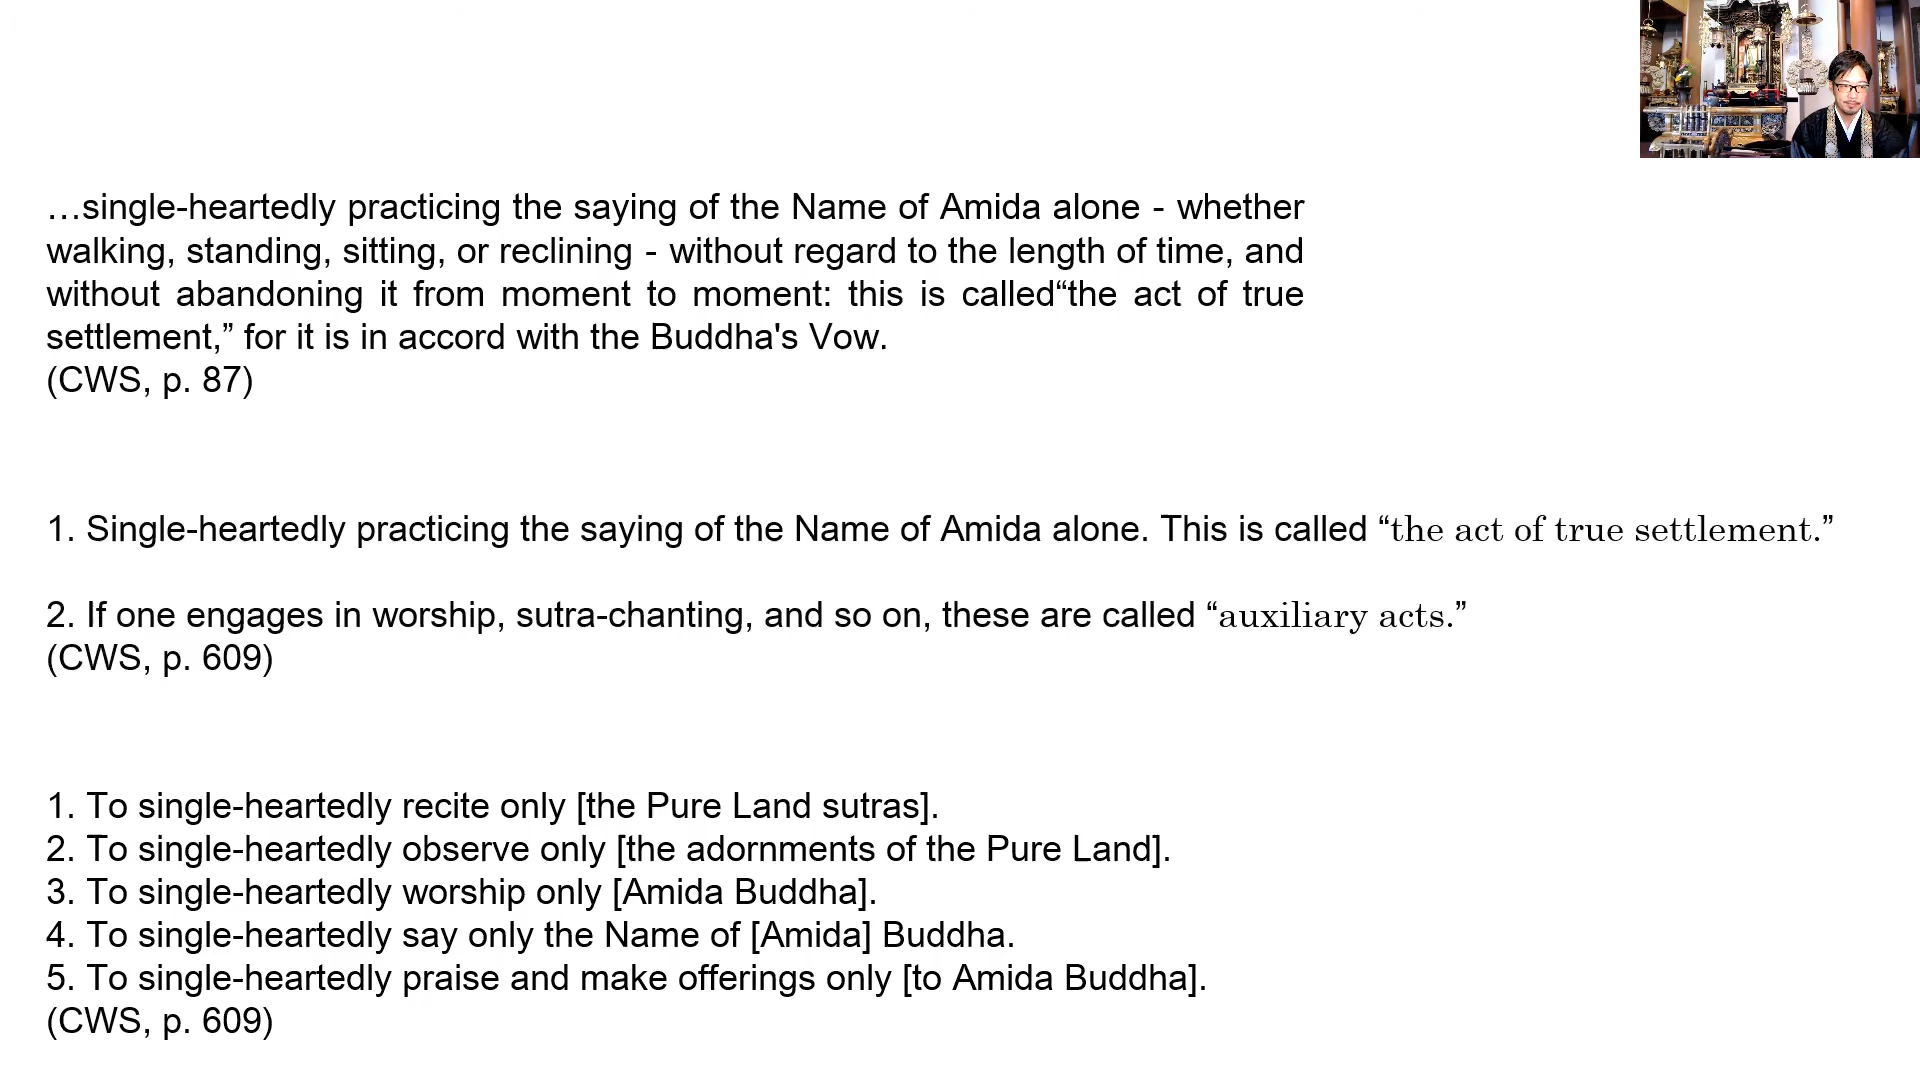 …single-heartedly practicing the saying of the Name of Amida alone - whether
walking, standing, sitting, or reclining - without regard to the length of time, and
without abandoning it from moment to moment: this is called“the act of true
settlement,” for it is in accord with the Buddha's Vow.
(CWS, p. 87)
1. Single-heartedly practicing the saying of the Name of Amida alone. This is called “the act of true settlement.”
2. If one engages in worship, sutra-chanting, and so on, these are called “auxiliary acts.”
(CWS, p. 609)
1. To single-heartedly recite only [the Pure Land sutras].
2. To single-heartedly observe only [the adornments of the Pure Land].
3. To single-heartedly worship only [Amida Buddha].
4. To single-heartedly say only the Name of [Amida] Buddha.
5. To single-heartedly praise and make offerings only [to Amida Buddha].
(CWS, p. 609)